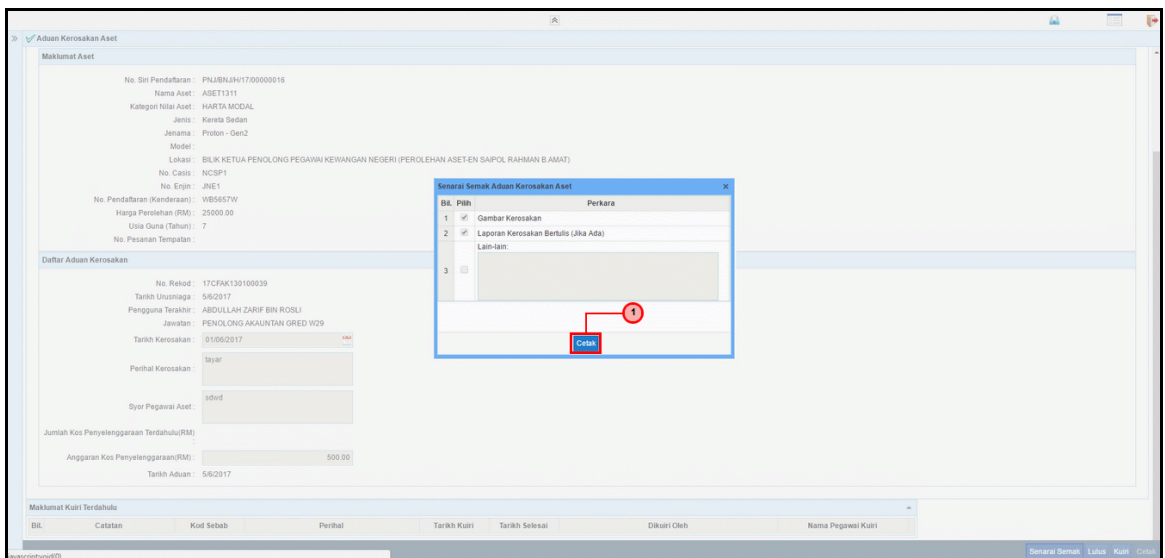 Aduan Kerosakan Aset
Maklumat Aset
No. Siri Pendaftaran : PNJ/BNJ/H/17/00000016
Nama Aset : ASET1311
Kategori Nilai Aset : HARTA MODAL
Jenis : Kereta Sedan
Jenama : Proton - Gen2
Model :
Lokasi : BILIK KETUA PENOLONG PEGAWAI KEWANGAN NEGERI (PEROLEHAN ASET-EN SAIPOL RAHMAN B.AMAT)
No. Casis : NCSP1
No. Enjin : JNE1
No. Pendaftaran (Kenderaan) : WB5657W
Harga Perolehan (RM) : 25000.00
Usia Guna (Tahun) : 7
No. Pesanan Tempatan :
Daftar Aduan Kerosakan
No. Rekod : 17CFAK130100039
Tarikh Urusniaga : 5/6/2017
Pengguna Terakhir : ABDULLAH ZARIF BIN ROSLI
Jawatan : PENOLONG AKAUNTAN GRED W29
Tarikh Kerosakan : 01/06/2017
Perihal Kerosakan : tayar
Syor Pegawai Aset : sdwd
Jumlah Kos Penyelenggaraan Terdahulu(RM)
:
Anggaran Kos Penyelenggaraan(RM) : 500.00
Tarikh Aduan : 5/6/2017
Senarai Semak Aduan Kerosakan Aset ×
Bil. Pilih Perkara
1 Gambar Kerosakan
2 Laporan Kerosakan Bertulis (Jika Ada)
Lain-lain:
3
1
Cetak
Maklumat Kuiri Terdahulu
Bil. Catatan Kod Sebab Perihal Tarikh Kuiri Tarikh Selesai Dikuiri Oleh Nama Pegawai Kuiri
Senarai Semak Lulus Kuiri Cetak